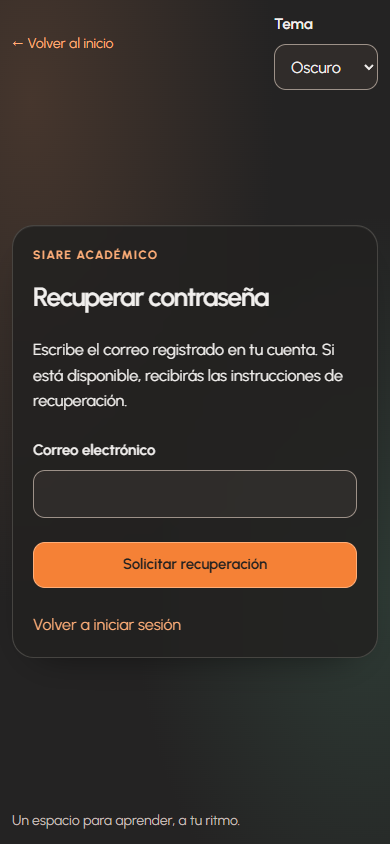 Tema
← Volver al inicio
Oscuro
SIARE ACADÉMICO
Recuperar contraseña
Escribe el correo registrado en tu cuenta. Si
está disponible, recibirás las instrucciones de
recuperación.
Correo electrónico
Solicitar recuperación
Volver a iniciar sesión
Un espacio para aprender, a tu ritmo.